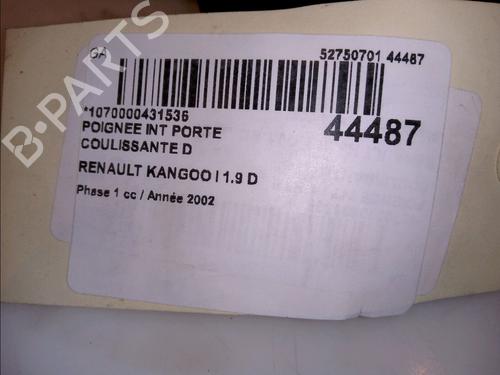 GA
52750701 44487
*1070000431536
44487
POIGNEE INT PORTE
COULISSANTE D
RENAULT KANGOO I 1.9 D
Phase 1 cc / Année 2002
B-PARTS